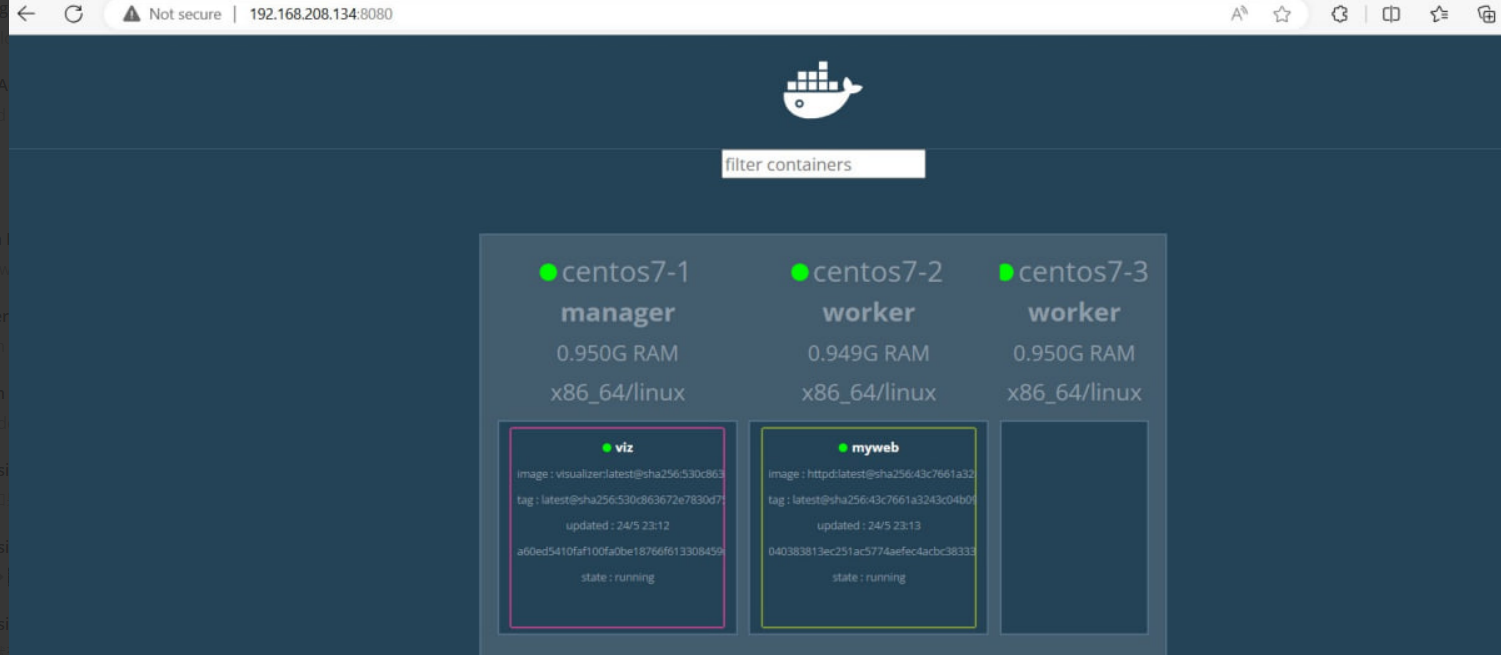 Not secure | 192.168.208.134:8080
filter containers
centos7-1
manager
0.950G RAM
x86_64/linux
centos7-2
worker
0.949G RAM
x86_64/linux
centos7-3
worker
0.950G RAM
x86_64/linux
viz
image : visualizer:latest@sha256:530c863
tag : latest@sha256:530c863672e7830d7
updated : 24/5 23:12
a60ed5410faf100fa0be18766f613308459
state : running
myweb
image : httpd:latest@sha256:43c7661a32
tag : latest@sha256:43c7661a3243c04b0
updated : 24/5 23:13
040383813ec251ac5774aefec4acbc38333
state : running